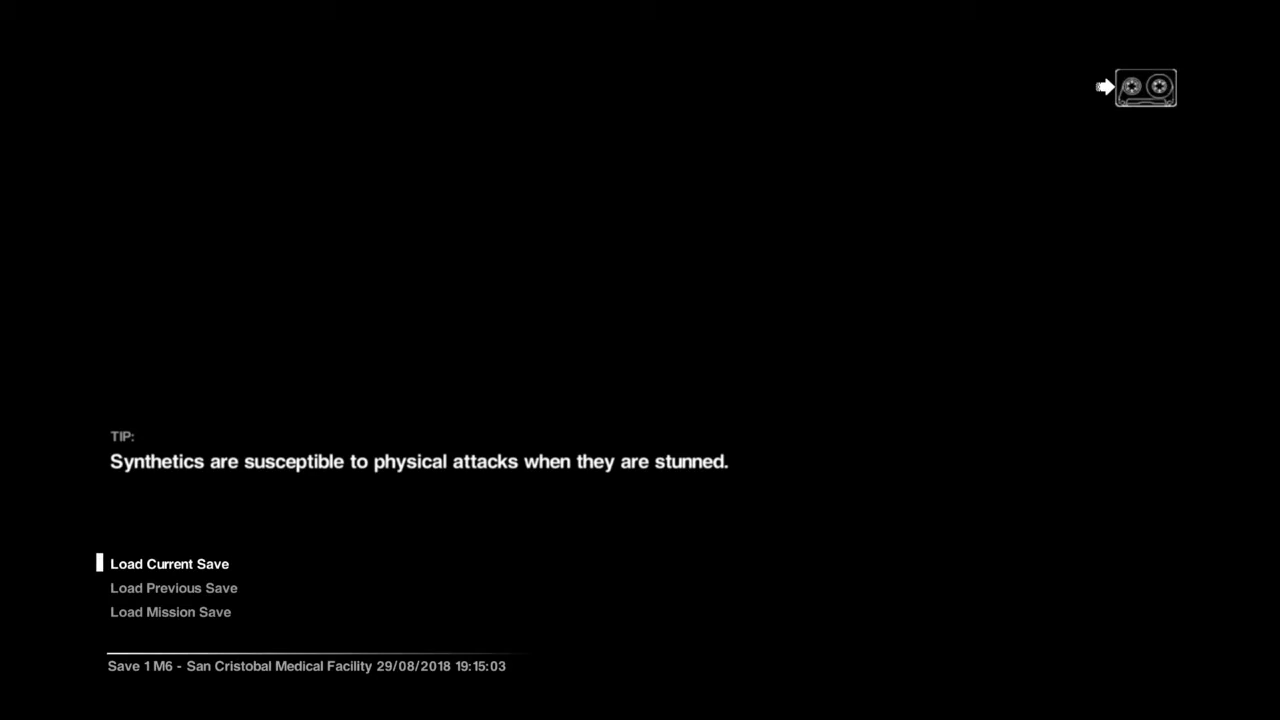 TIP:
Synthetics are susceptible to physical attacks when they are stunned.
Load Current Save
Load Previous Save
Load Mission Save
Save 1 M6 - San Cristobal Medical Facility 29/08/2018 19:15:03